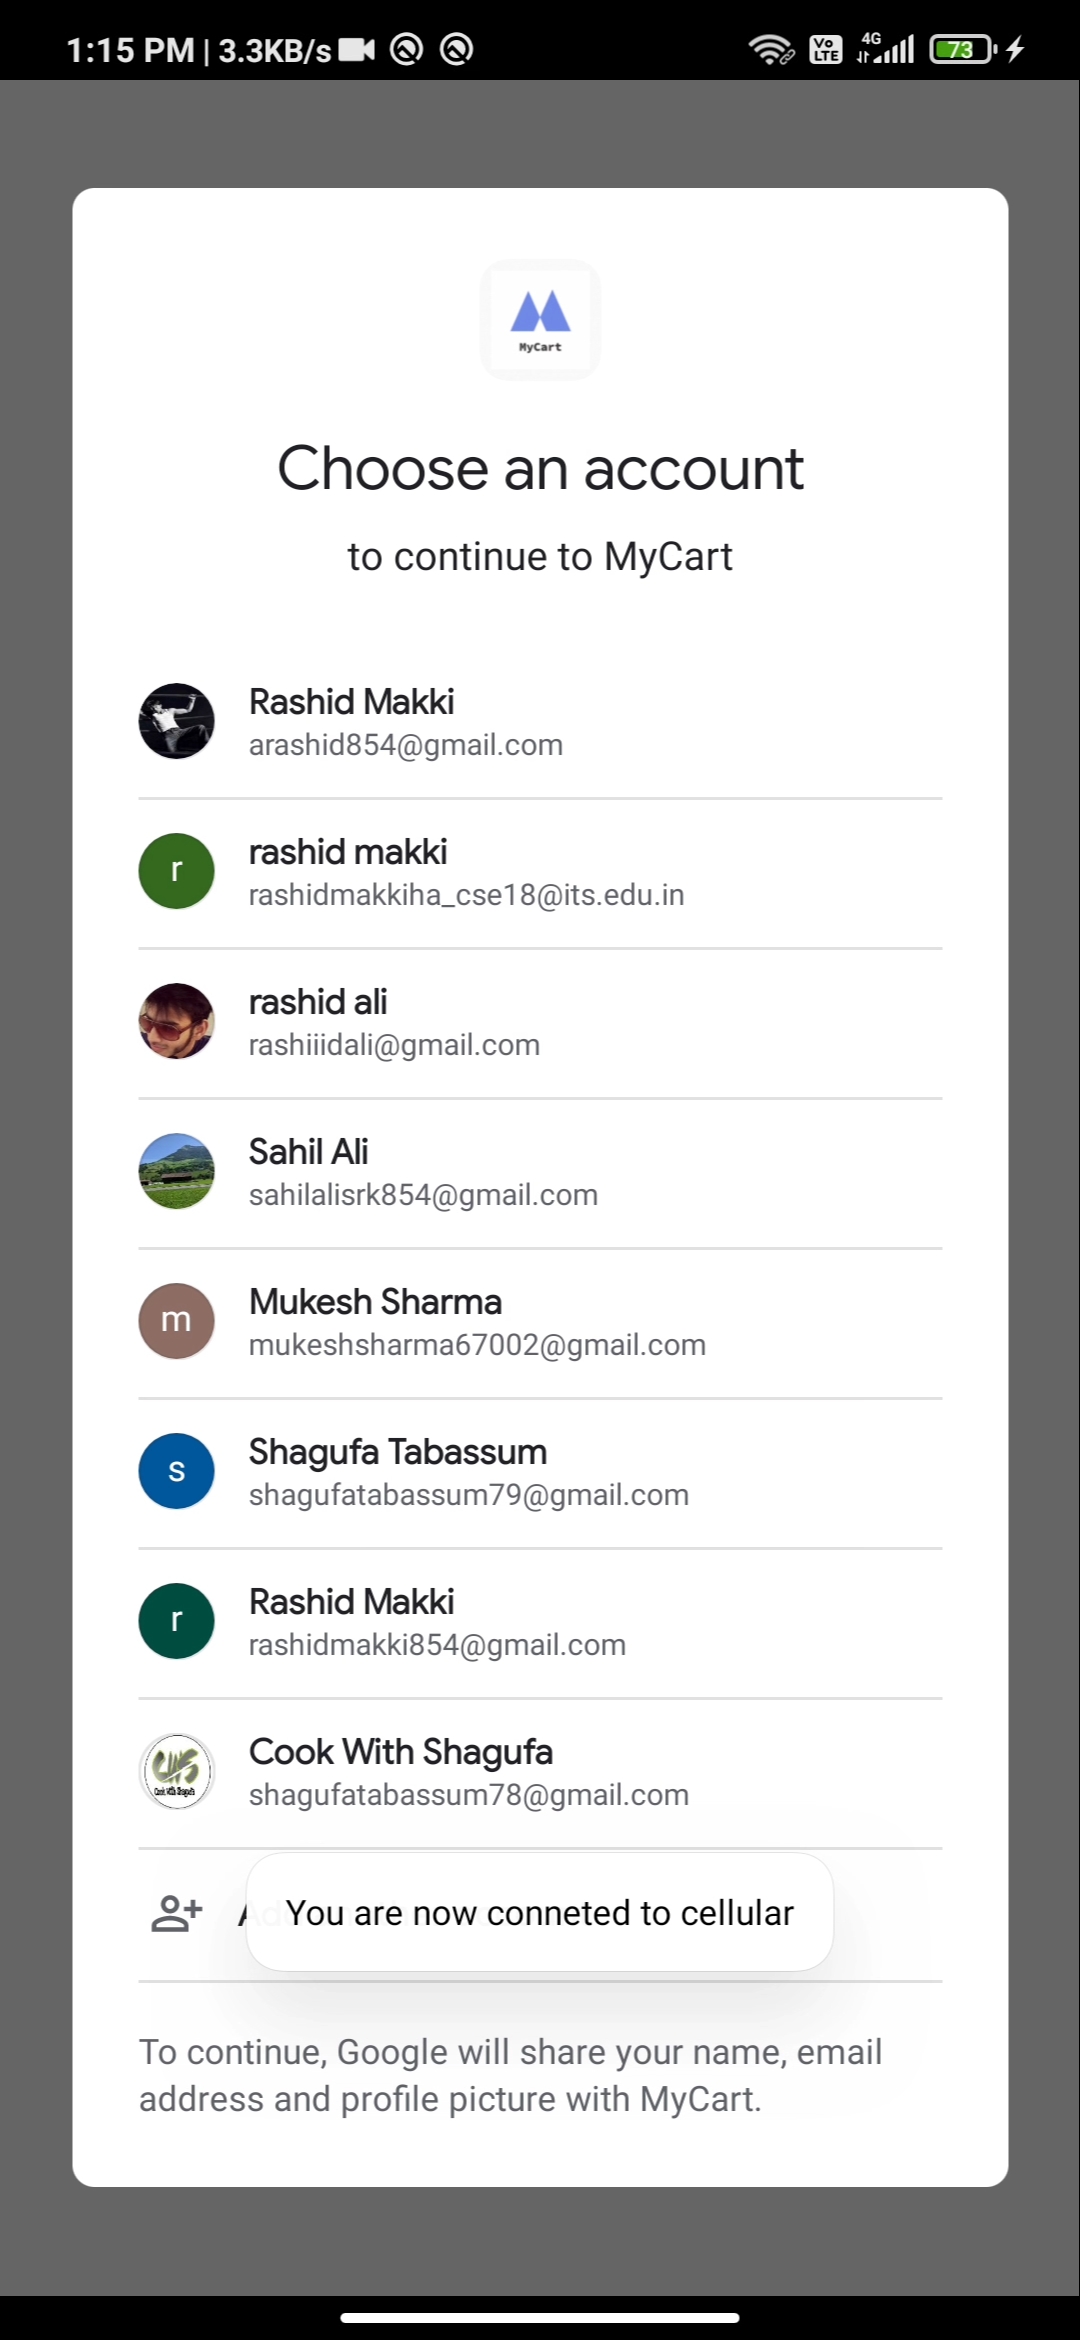 1:15 PM | 3.3KB/s
Vo LTE 4G 73
MyCart
Choose an account
to continue to MyCart
Rashid Makki
arashid854@gmail.com
r
rashid makki
rashidmakkiha_cse18@its.edu.in
rashid ali
rashiiidali@gmail.com
Sahil Ali
sahilalisrk854@gmail.com
m
Mukesh Sharma
mukeshsharma67002@gmail.com
s
Shagufa Tabassum
shagufatabassum79@gmail.com
r
Rashid Makki
rashidmakki854@gmail.com
Cook With Shagufa
Cook With Shagufa
shagufatabassum78@gmail.com
You are now conneted to cellular
To continue, Google will share your name, email
address and profile picture with MyCart.